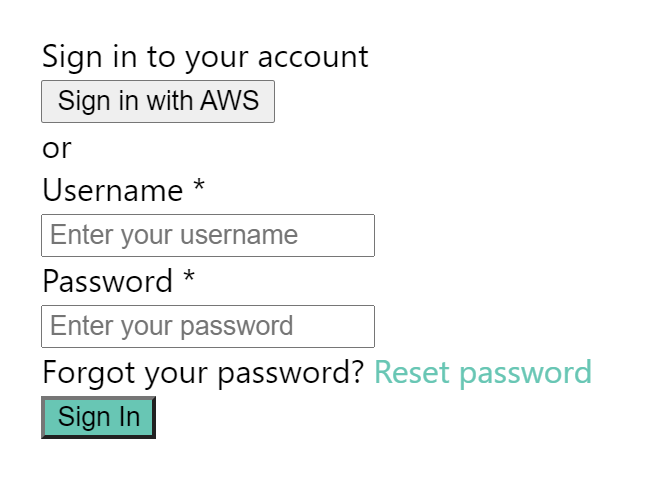 Sign in to your account
Sign in with AWS
or
Username *
Enter your username
Password *
Enter your password
Forgot your password? Reset password
Sign In